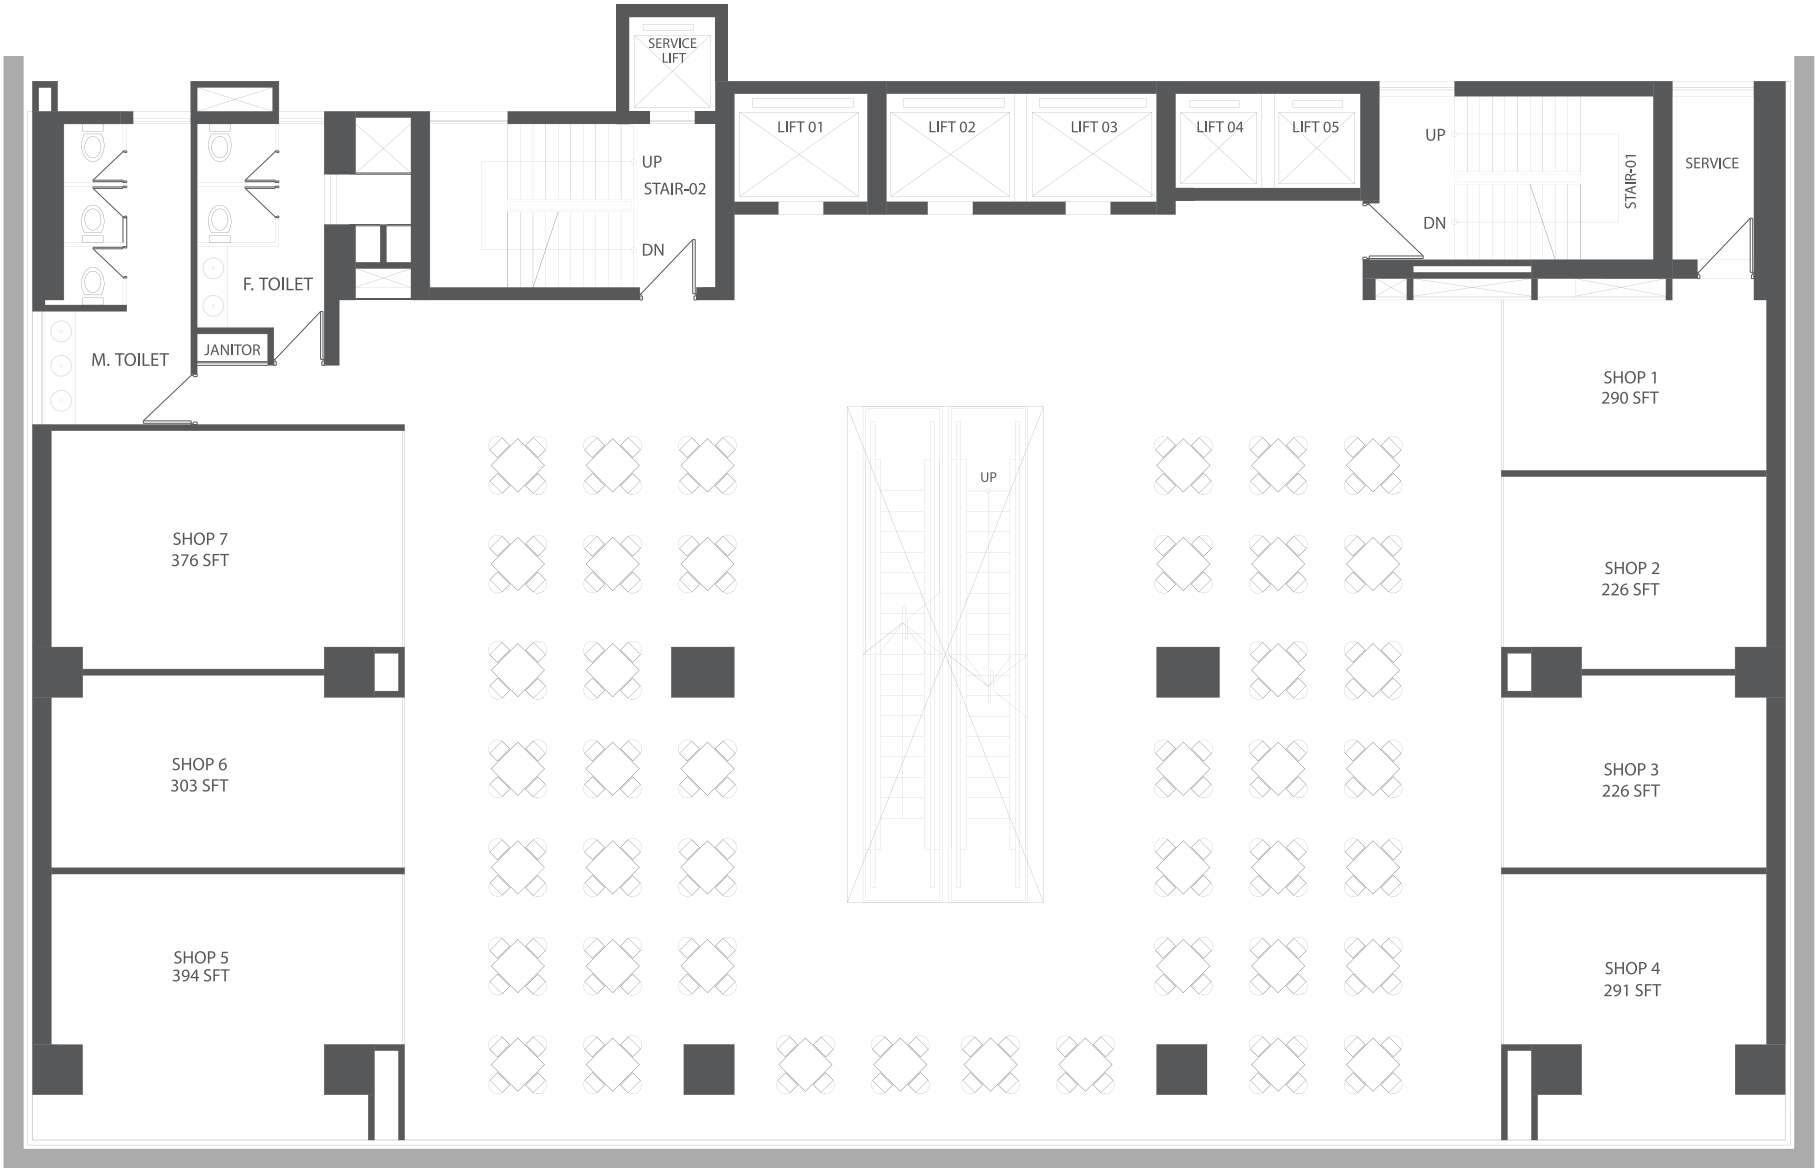 SERVICE
LIFT
LIFT 01
LIFT 02
LIFT 03
LIFT 04
LIFT 05
UP
STAIR-02
DN
UP
STAIR-01
DN
SERVICE
F. TOILET
JANITOR
M. TOILET
SHOP 1
290 SFT
UP
SHOP 7
376 SFT
SHOP 2
226 SFT
SHOP 6
303 SFT
SHOP 3
226 SFT
SHOP 5
394 SFT
SHOP 4
291 SFT